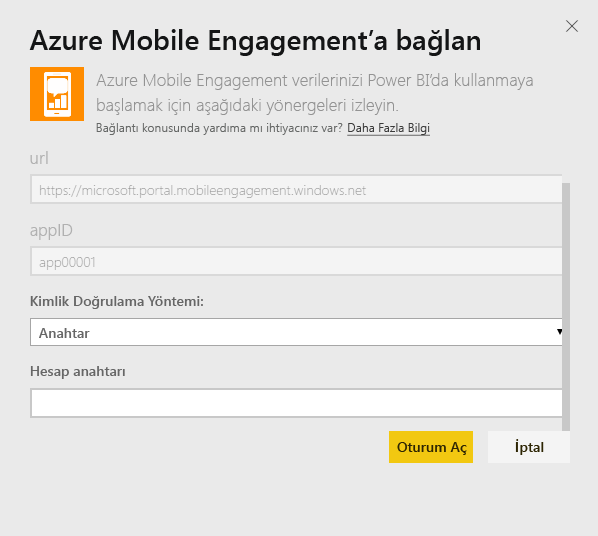 Azure Mobile Engagement’a bağlan
Azure Mobile Engagement verilerinizi Power BI’da kullanmaya
başlamak için aşağıdaki yönergeleri izleyin.
Bağlantı konusunda yardıma mı ihtiyacınız var? Daha Fazla Bilgi
url
https://microsoft.portal.mobileengagement.windows.net
appID
app00001
Kimlik Doğrulama Yöntemi:
Anahtar
Hesap anahtarı
Oturum Aç İptal